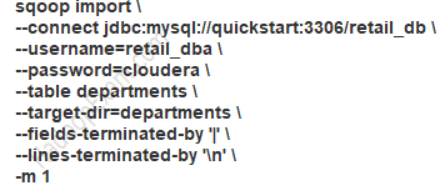 sqoop import \
--connect jdbc:mysql://quickstart:3306/retail_db \
--username=retail_dba \
--password=cloudera \
--table departments \
--target-dir=departments \
--fields-terminated-by '|' \
--lines-terminated-by '\n' \
-m 1